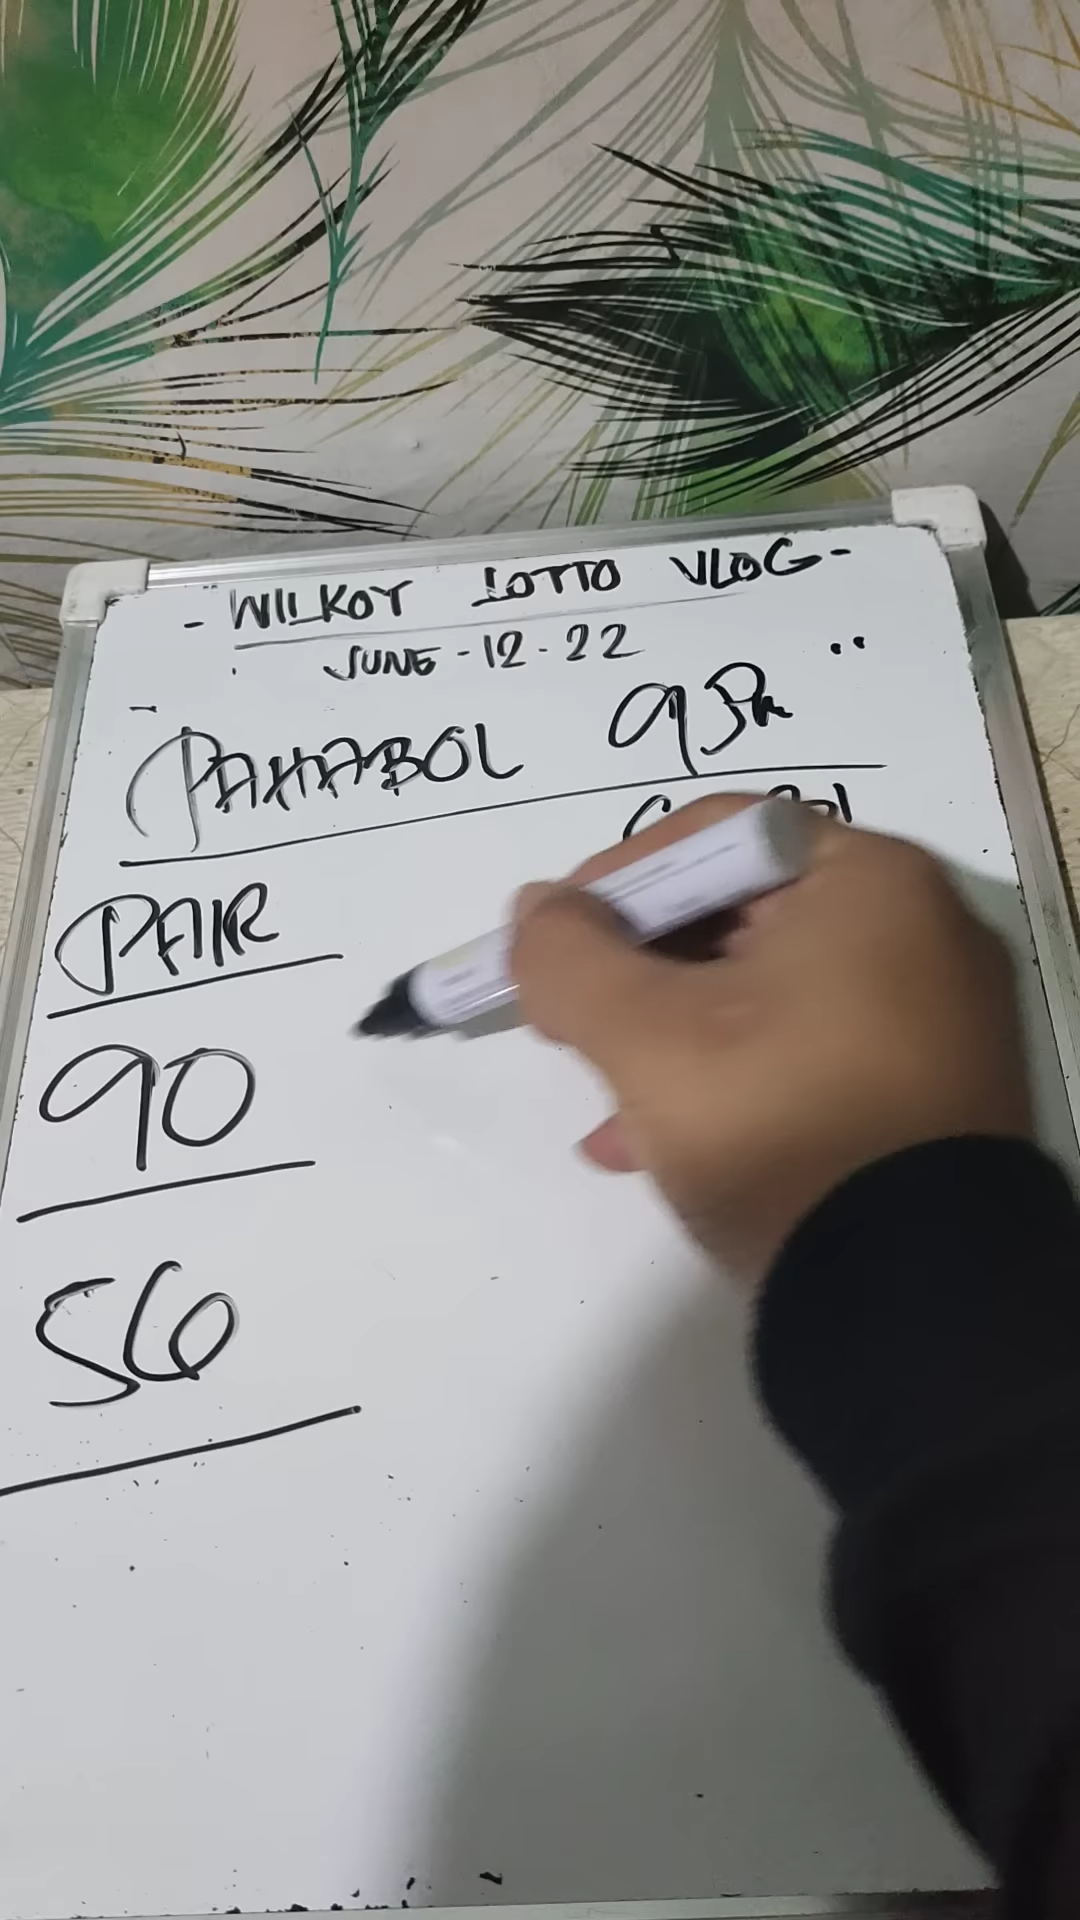 - WILKOY LOTTO VLOG -
JUNE - 12 - 22
PAHABOL 9PM
PAIR
90
56